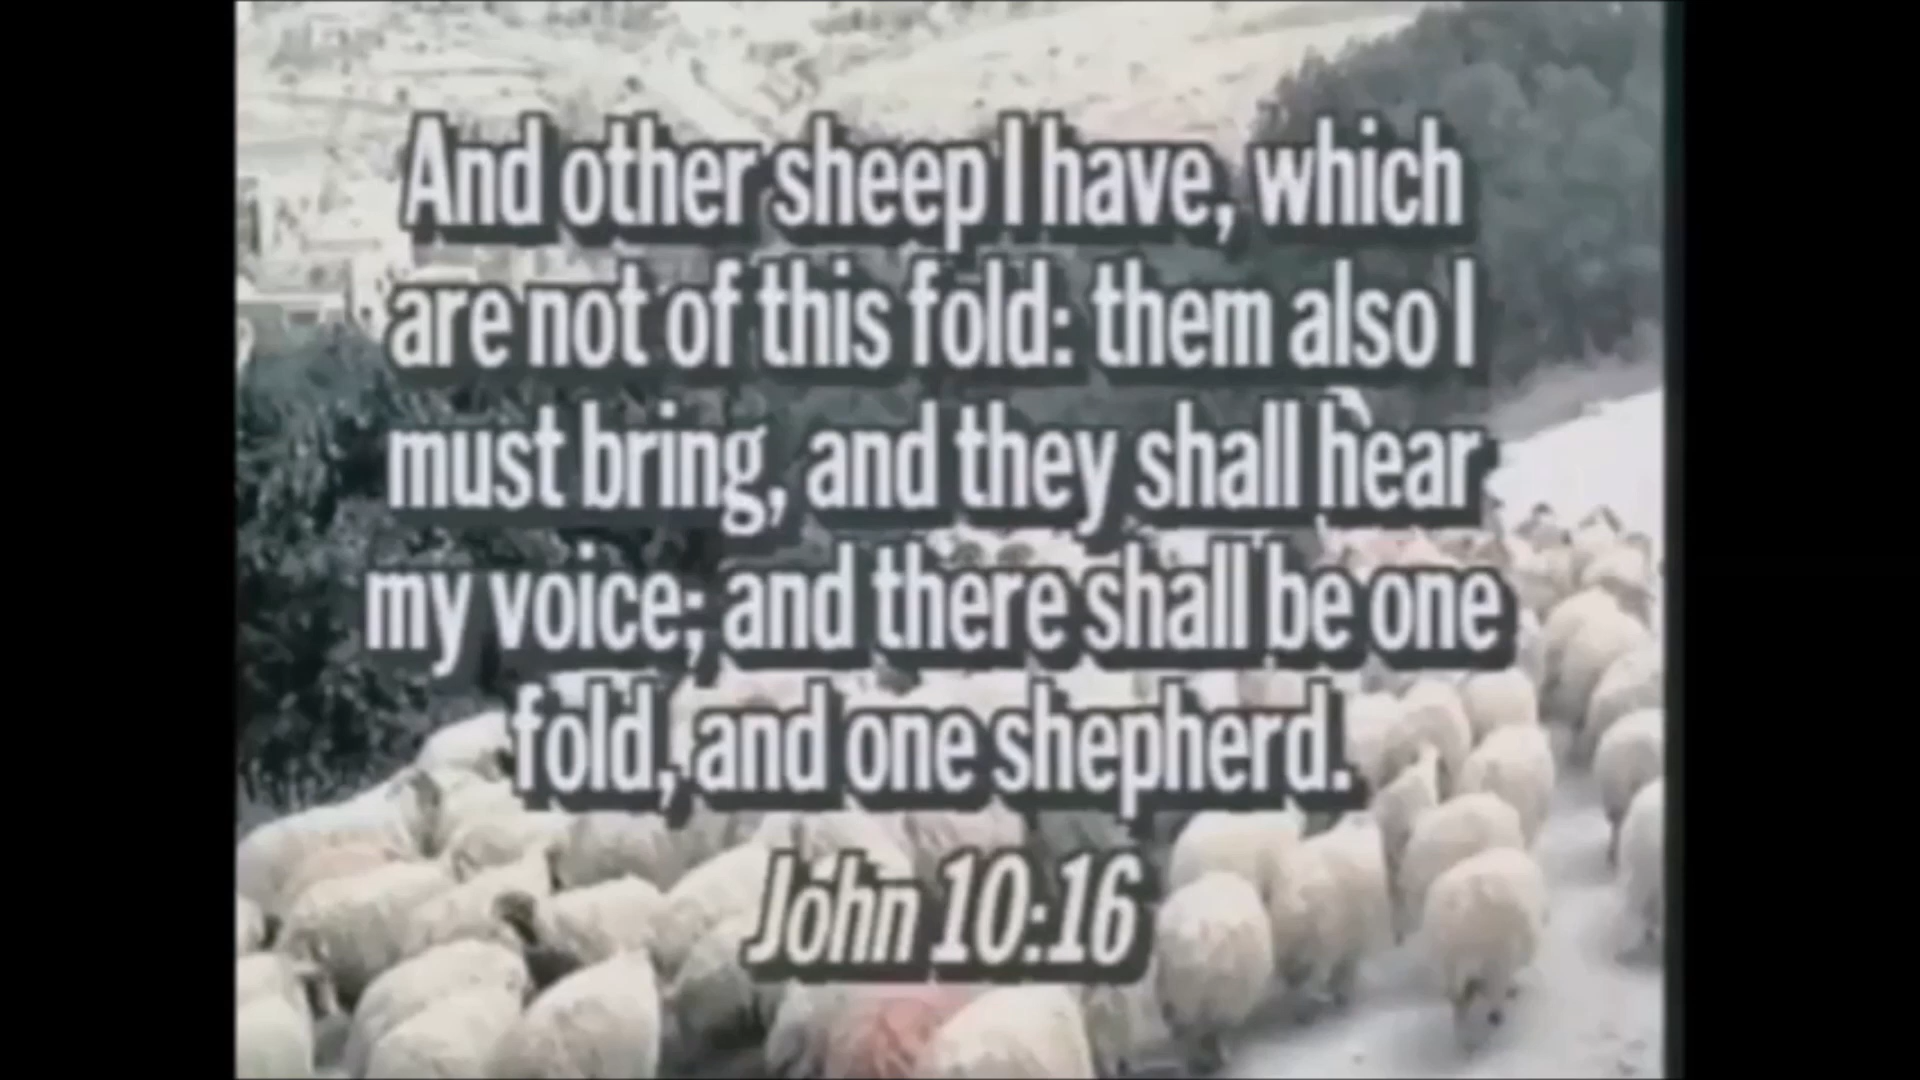 And other sheep I have, which
are not of this fold: them also I
must bring, and they shall hear
my voice; and there shall be one
fold, and one shepherd.
John 10:16